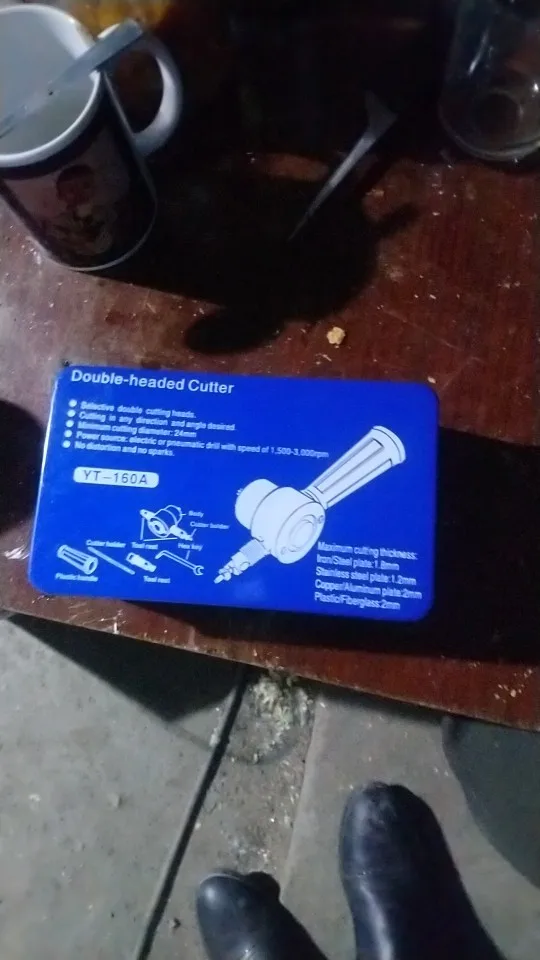 Double-headed Cutter
Selective double cutting heads.
Cutting in any direction and angle desired
Minimum cutting diameter: 24mm
Power source: electric or pneumatic drill with speed of 1,500-3,000rpm
No distortion and no sparks.
YT-160A
Body
Cutter holder
Cutter holder
Tool rest
Hex key
Plastic handle
Tool rest
Maximum cutting thickness:
Iron/Steel plate:1.8mm
Stainless steel plate:1.2mm
Copper/Aluminum plate:2mm
Plastic/Fiberglass:2mm